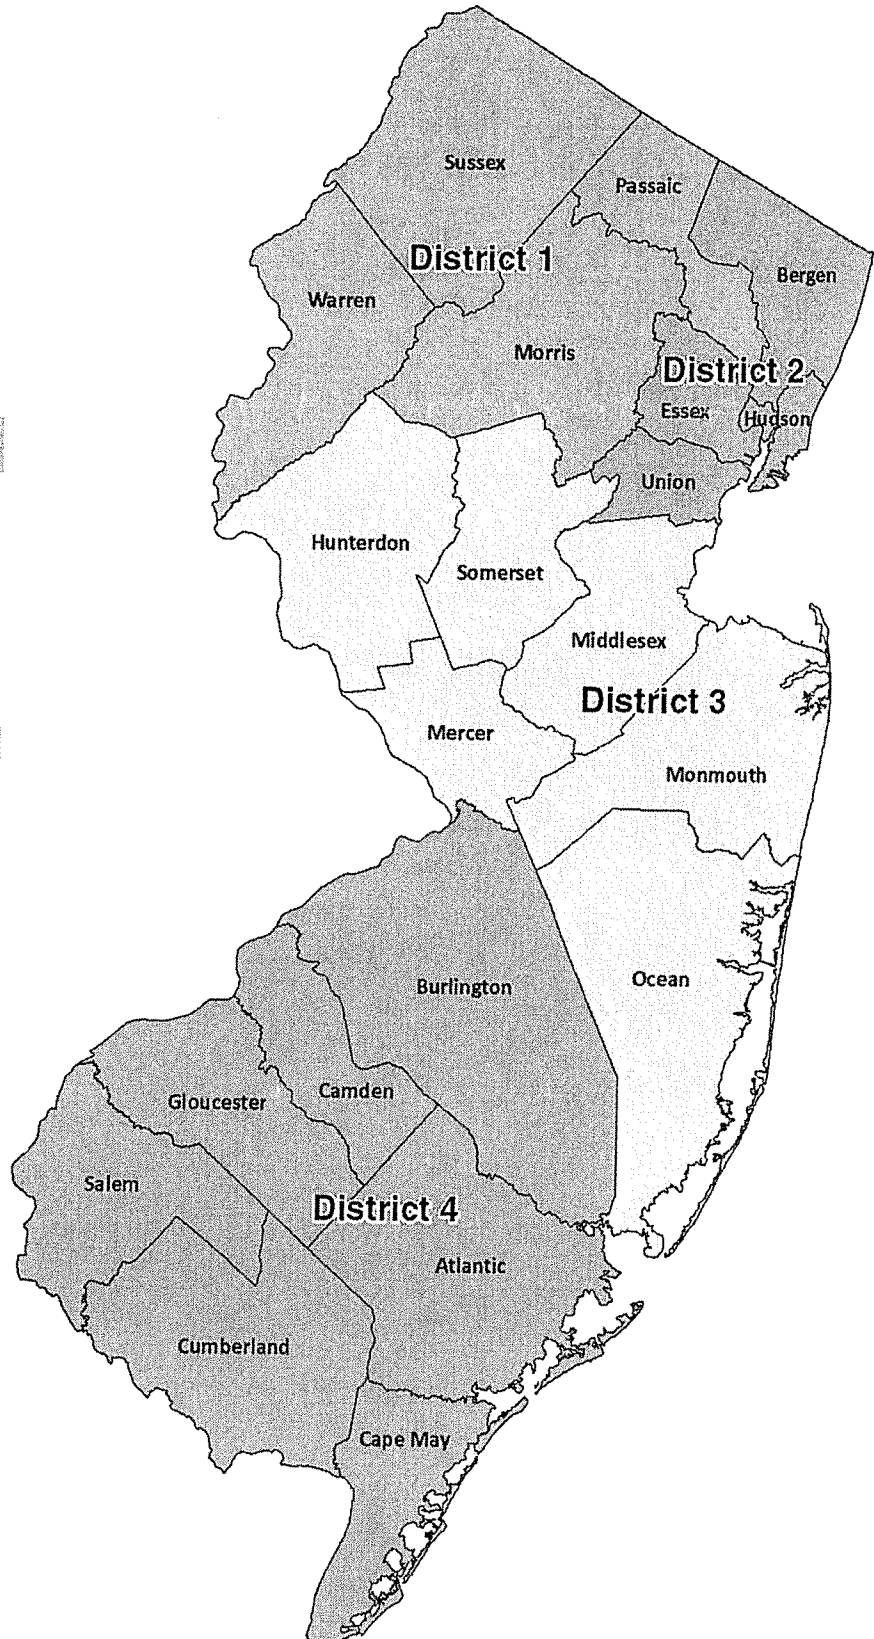 Sussex
Passaic
District 1
Bergen
Warren
Morris
District 2
Essex
Hudson
Union
Hunterdon
Somerset
Middlesex
District 3
Mercer
Monmouth
Ocean
Burlington
Camden
Gloucester
Salem
District 4
Atlantic
Cumberland
Cape May